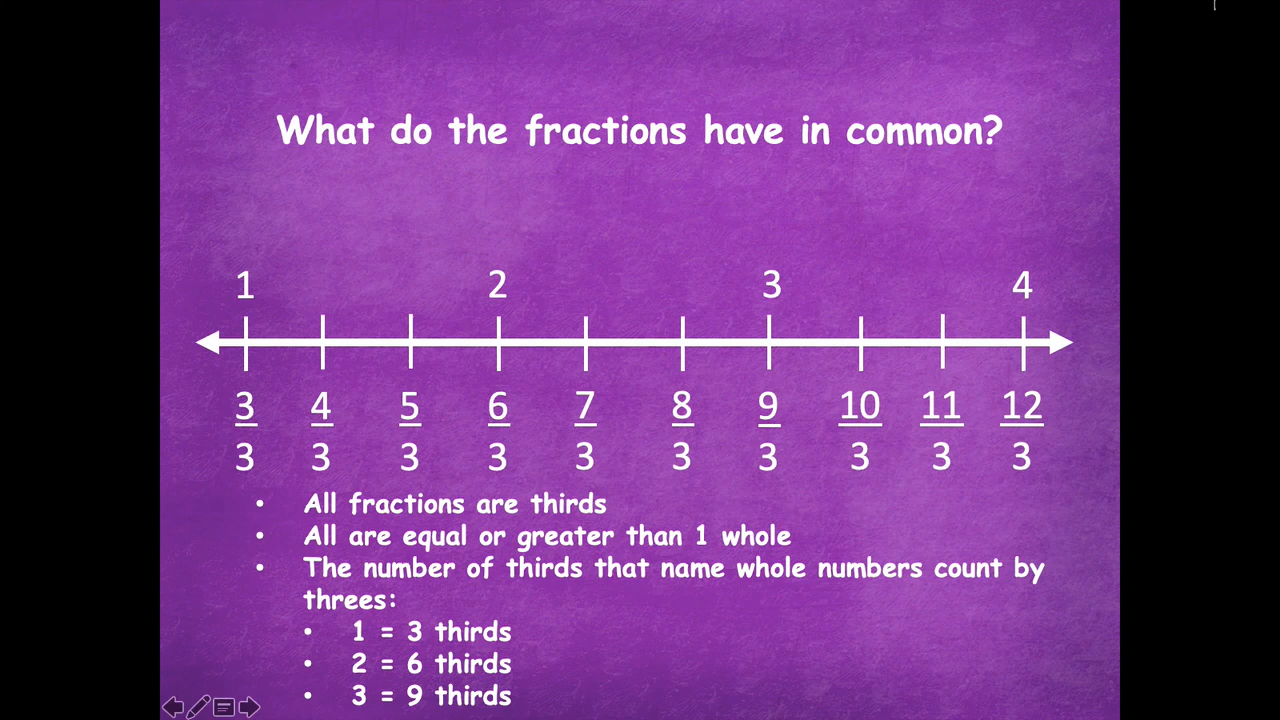 What do the fractions have in common?
1 2 3 4
3 4 5 6 7 8 9 10 11 12
3 3 3 3 3 3 3 3 3 3
• All fractions are thirds
• All are equal or greater than 1 whole
• The number of thirds that name whole numbers count by
threes:
• 1 = 3 thirds
• 2 = 6 thirds
• 3 = 9 thirds